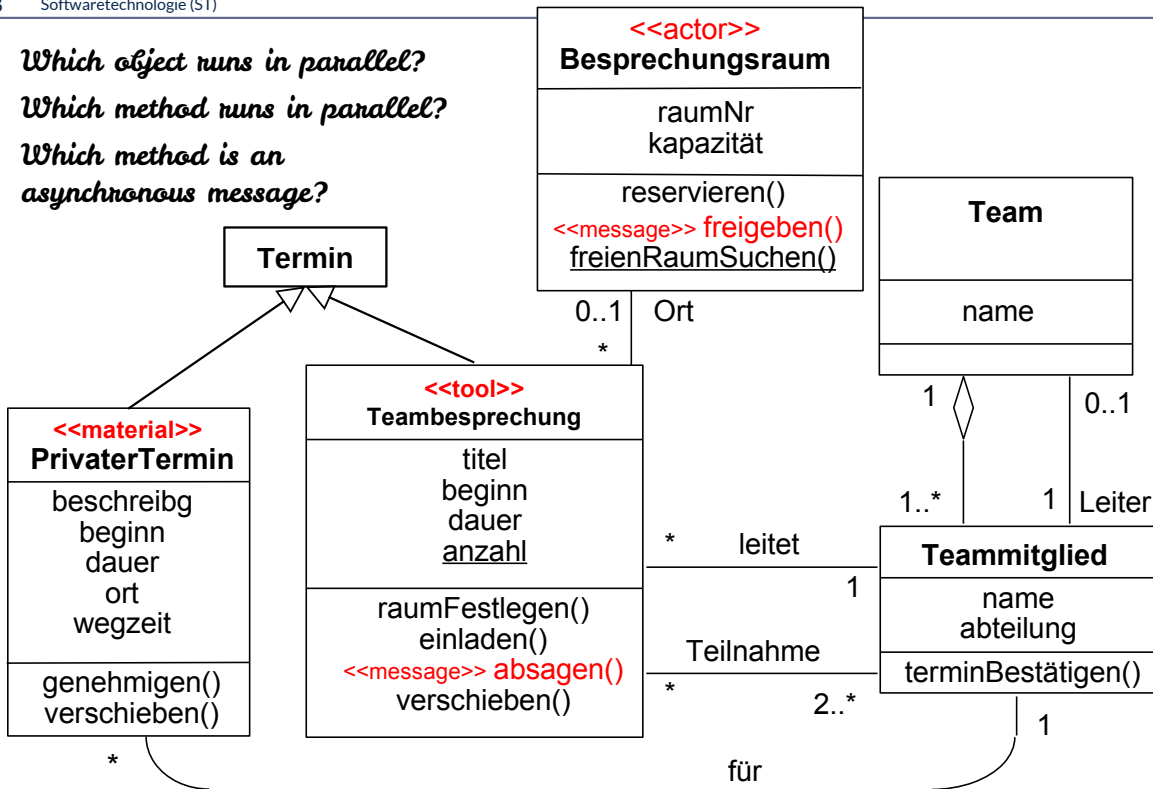 Softwaretechnologie (ST)
Which object runs in parallel?
Which method runs in parallel?
Which method is an
asynchronous message?
<<actor>>
Besprechungsraum
raumNr
kapazität
reservieren()
<<message>> freigeben()
freienRaumSuchen()
Team
name
Termin
0..1 Ort
*
<<tool>>
Teambesprechung
titel
beginn
dauer
anzahl
raumFestlegen()
einladen()
<<message>> absagen()
verschieben()
<<material>>
PrivaterTermin
beschreibg
beginn
dauer
ort
wegzeit
genehmigen()
verschieben()
1
0..1
1..*
1 Leiter
* leitet
1
Teammitglied
name
abteilung
terminBestätigen()
Teilnahme
*
2..*
1
*
für